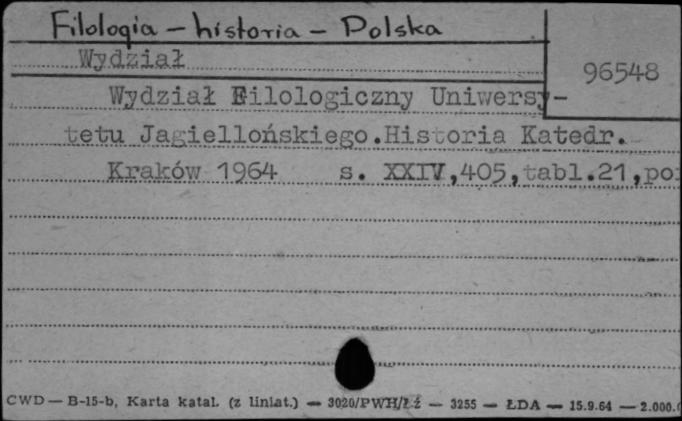 Filologia – historia – Polska
Wydział
96548
Wydział Filologiczny Uniwersy-
tetu Jagiellońskiego.Historia Katedr.
Kraków 1964 s. XXIV,405,tabl.21,
CWD — B-15-b, Karta katal. (z liniat.) — 3020/PWH/Łź — 3255 — ŁDA — 15.9.64 — 2.000.